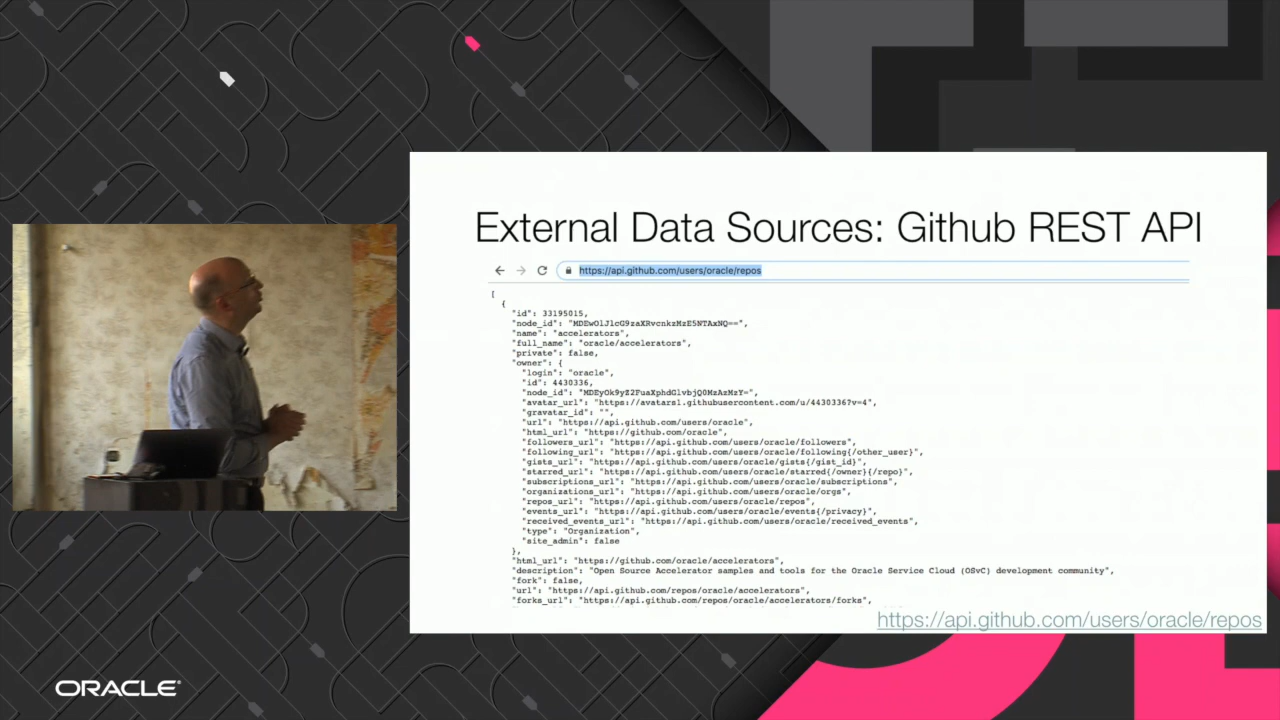 External Data Sources: Github REST API
https://api.github.com/users/oracle/repos
[
{
"id": 33195015,
"node_id": "MDEwOlJlcG9zaXRvcnkzMzE5NTAxNQ==",
"name": "accelerators",
"full_name": "oracle/accelerators",
"private": false,
"owner": {
"login": "oracle",
"id": 4430336,
"node_id": "MDEyOk9yZ2FuaXphdGlvbjQ0MzAzMzY=",
"avatar_url": "https://avatars1.githubusercontent.com/u/4430336?v=4",
"gravatar_id": "",
"url": "https://api.github.com/users/oracle",
"html_url": "https://github.com/oracle",
"followers_url": "https://api.github.com/users/oracle/followers",
"following_url": "https://api.github.com/users/oracle/following{/other_user}",
"gists_url": "https://api.github.com/users/oracle/gists{/gist_id}",
"starred_url": "https://api.github.com/users/oracle/starred{/owner}{/repo}",
"subscriptions_url": "https://api.github.com/users/oracle/subscriptions",
"organizations_url": "https://api.github.com/users/oracle/orgs",
"repos_url": "https://api.github.com/users/oracle/repos",
"events_url": "https://api.github.com/users/oracle/events{/privacy}",
"received_events_url": "https://api.github.com/users/oracle/received_events",
"type": "Organization",
"site_admin": false
},
"html_url": "https://github.com/oracle/accelerators",
"description": "Open Source Accelerator samples and tools for the Oracle Service Cloud (OSvC) development community",
"fork": false,
"url": "https://api.github.com/repos/oracle/accelerators",
"forks_url": "https://api.github.com/repos/oracle/accelerators/forks",
https://api.github.com/users/oracle/repos
ORACLE